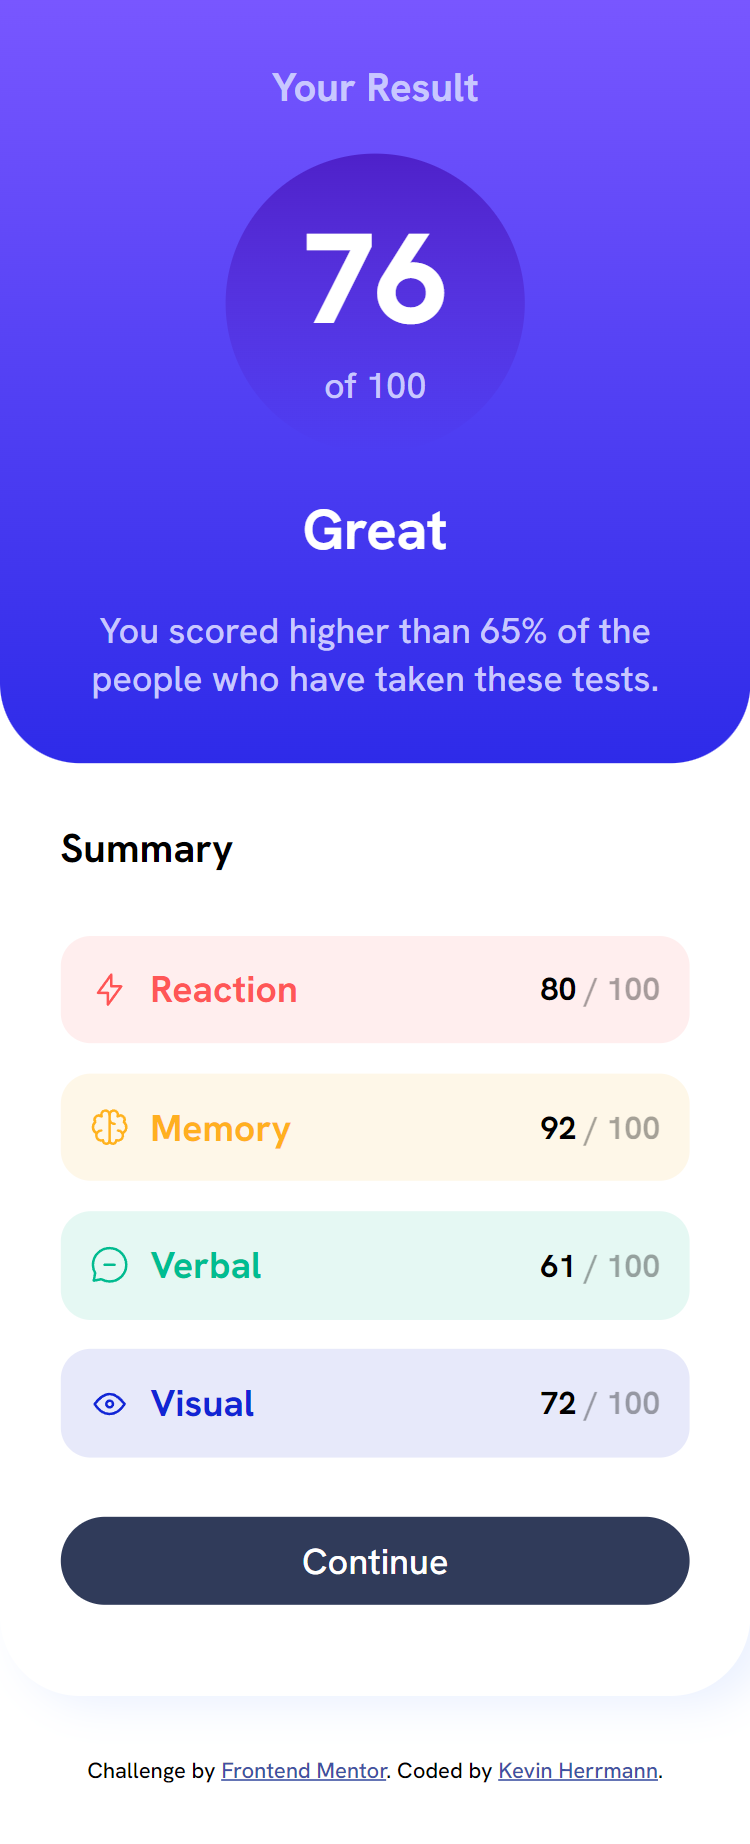 Your Result
76
of 100
Great
You scored higher than 65% of the
people who have taken these tests.
Summary
Reaction 80 / 100
Memory 92 / 100
Verbal 61 / 100
Visual 72 / 100
Continue
Challenge by Frontend Mentor. Coded by Kevin Herrmann.